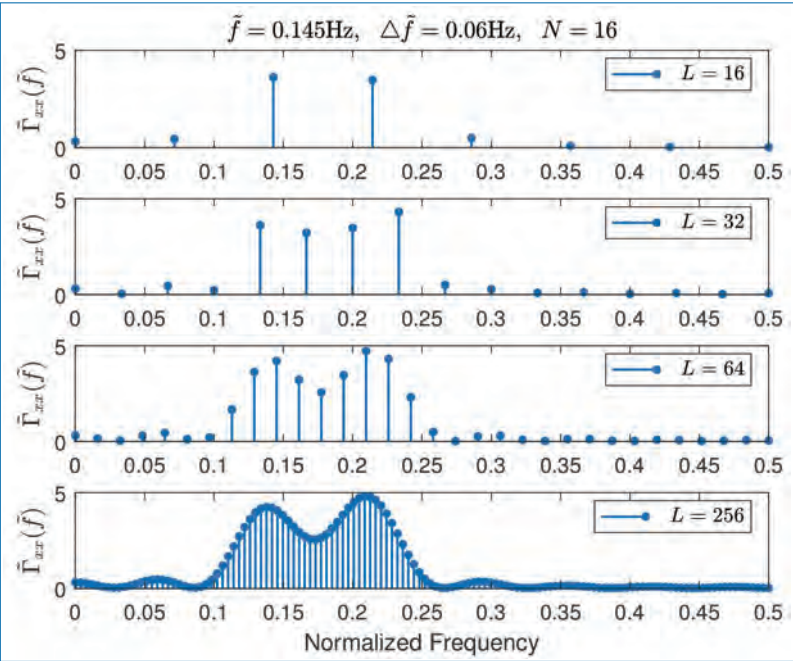 f̃ = 0.145Hz, △f̃ = 0.06Hz, N = 16
5
0
Γ̃xx(f̃)
L = 16
0 0.05 0.1 0.15 0.2 0.25 0.3 0.35 0.4 0.45 0.5
5
0
Γ̃xx(f̃)
L = 32
0 0.05 0.1 0.15 0.2 0.25 0.3 0.35 0.4 0.45 0.5
5
0
Γ̃xx(f̃)
L = 64
0 0.05 0.1 0.15 0.2 0.25 0.3 0.35 0.4 0.45 0.5
5
0
Γ̃xx(f̃)
L = 256
0 0.05 0.1 0.15 0.2 0.25 0.3 0.35 0.4 0.45 0.5
Normalized Frequency